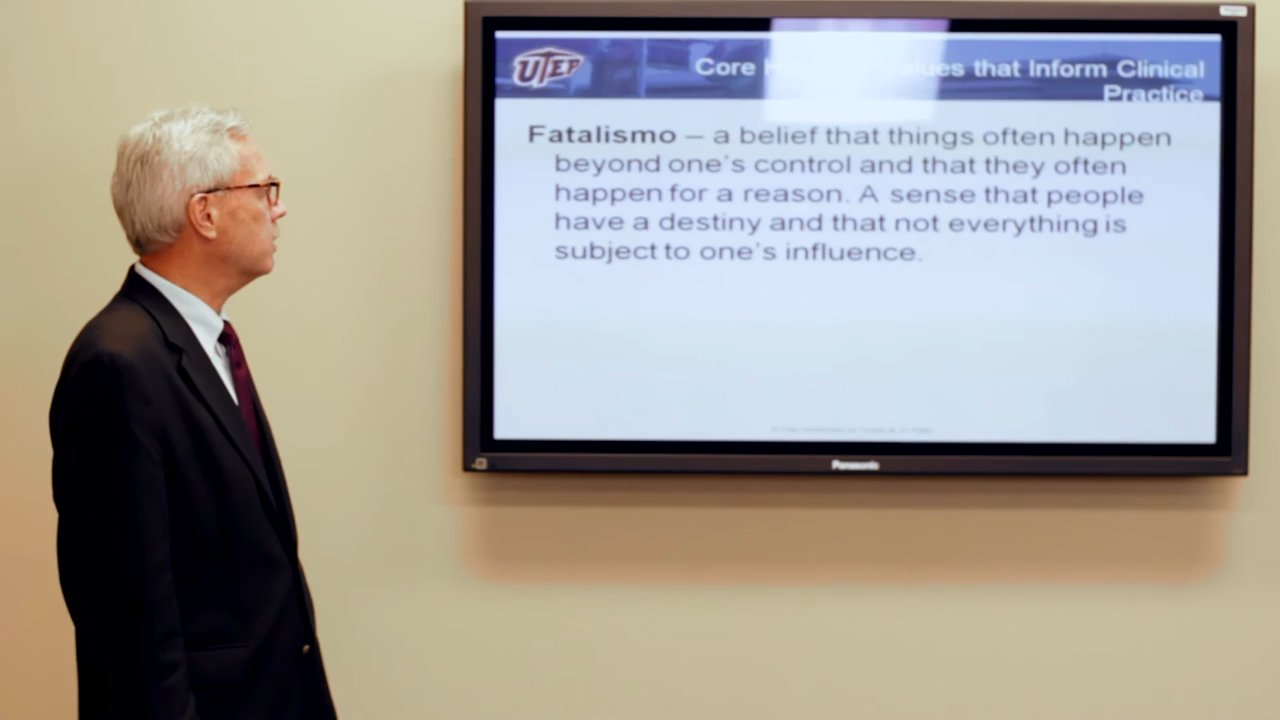 UTEP
Core Values that Inform Clinical
Practice
Fatalismo – a belief that things often happen
beyond one's control and that they often
happen for a reason. A sense that people
have a destiny and that not everything is
subject to one's influence.
Panasonic